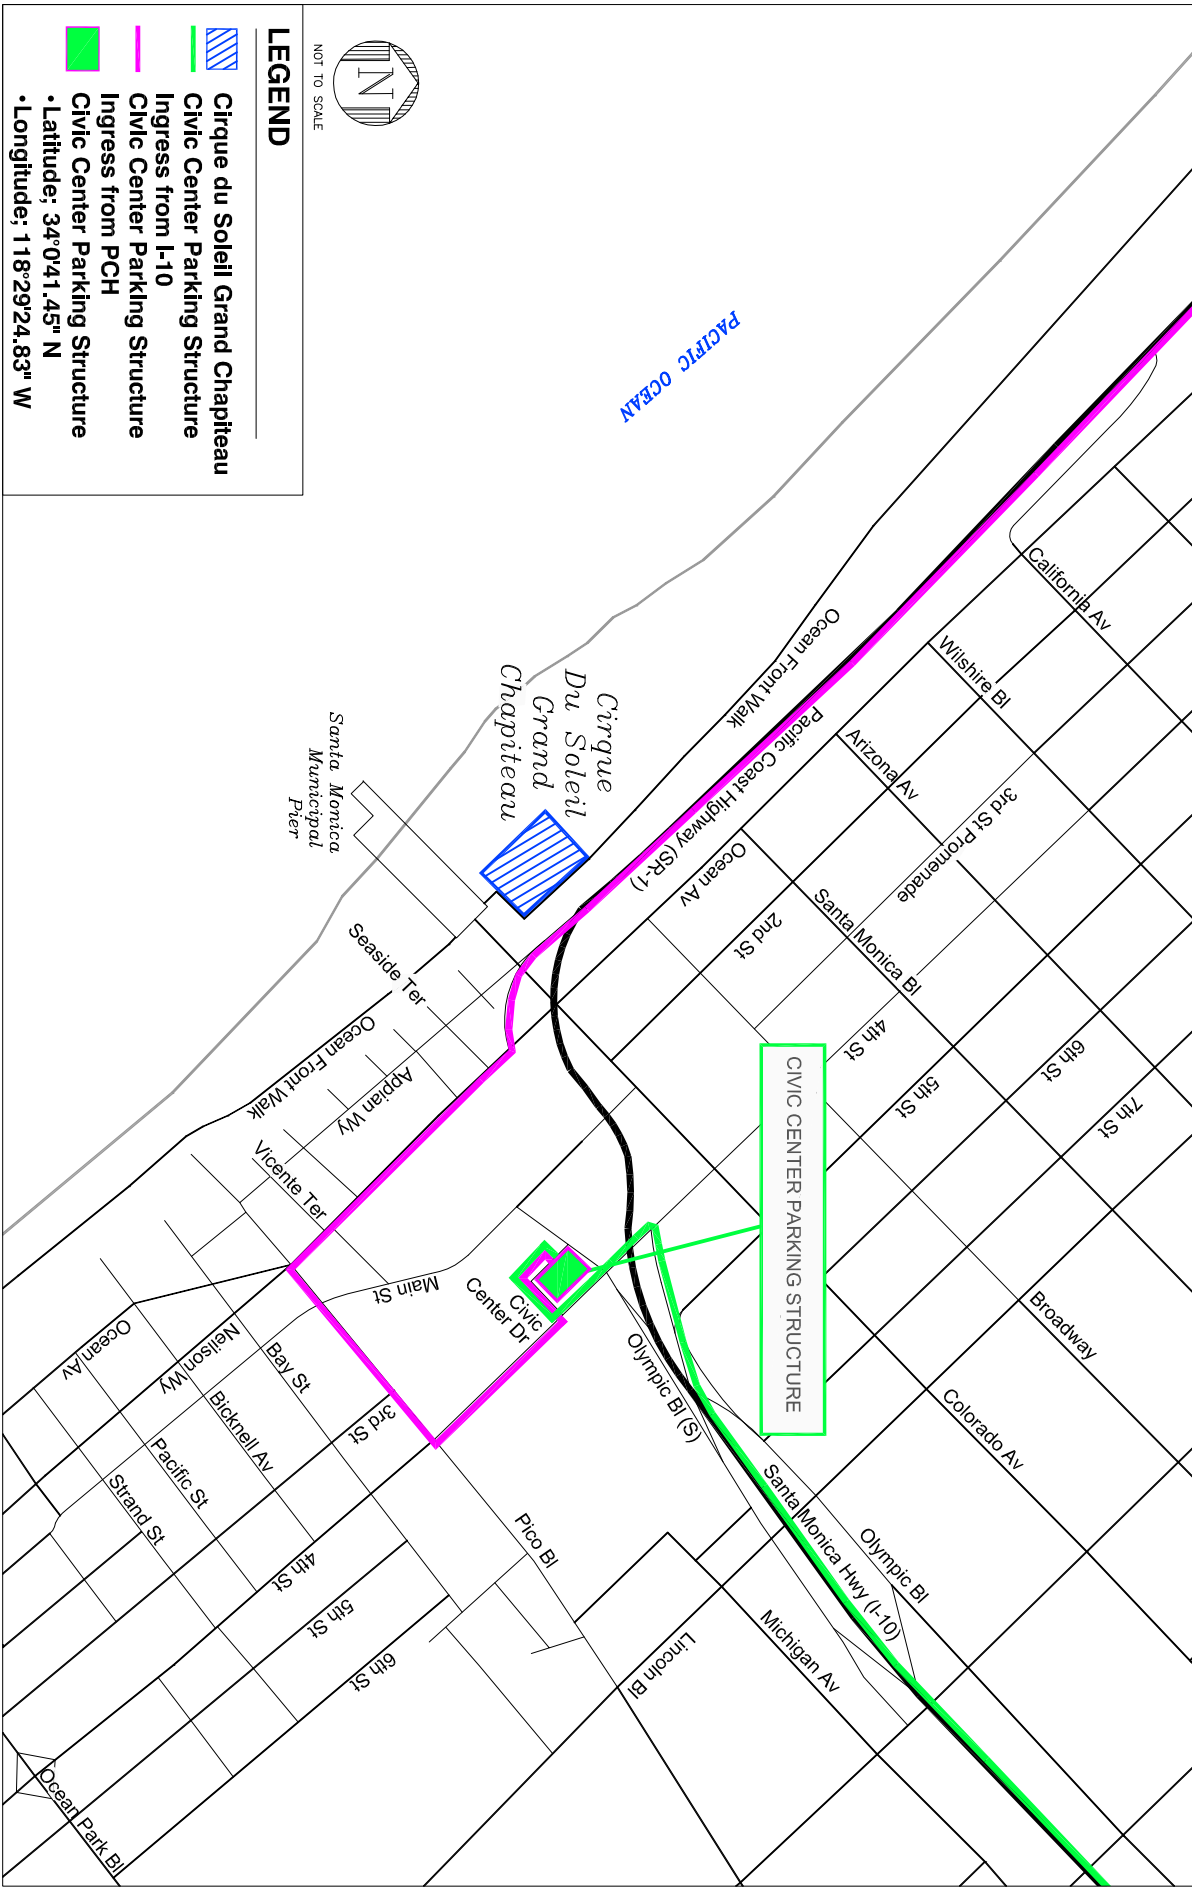 N
NOT TO SCALE
LEGEND
Cirque du Soleil Grand Chapiteau
Civic Center Parking Structure
Ingress from I-10
Civic Center Parking Structure
Ingress from PCH
Civic Center Parking Structure
•Latitude; 34°0'41.45" N
•Longitude; 118°29'24.83" W
PACIFIC OCEAN
California Av
Wilshire Bl
Arizona Av
3rd St Promenade
Ocean Front Walk
Pacific Coast Highway (SR-1)
Ocean Av
2nd St
Santa Monica Bl
4th St
5th St
6th St
7th St
Cirque
Du Soleil
Grand
Chapiteau
Santa Monica
Municipal
Pier
Seaside Ter
Ocean Front Walk
Appian Wy
Vicente Ter
CIVIC CENTER PARKING STRUCTURE
Main St
Civic
Center Dr
Olympic Bl (S)
Broadway
Colorado Av
Santa Monica Hwy (I-10)
Olympic Bl
Michigan Av
Lincoln Bl
Pico Bl
Ocean Av
Neilson Wy
Bay St
Bicknell Av
Pacific St
Strand St
3rd St
4th St
5th St
6th St
Ocean Park Bl